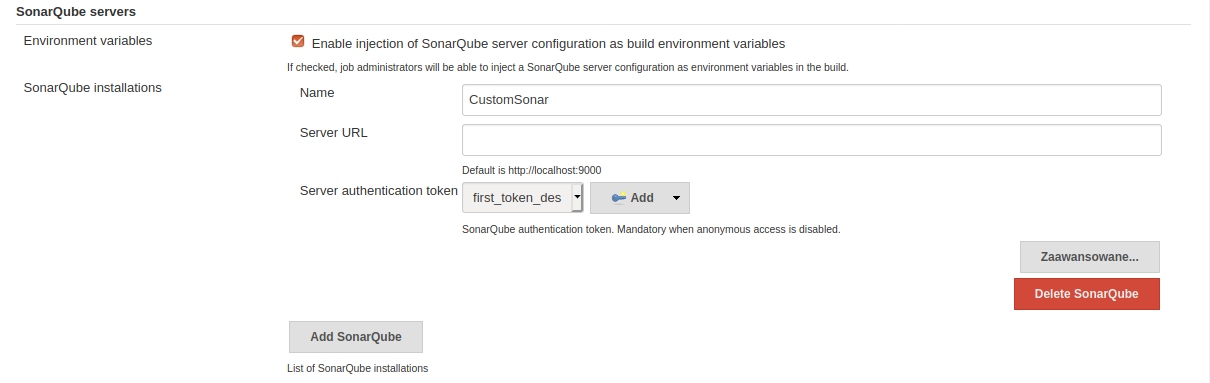 SonarQube servers
Environment variables
Enable injection of SonarQube server configuration as build environment variables
If checked, job administrators will be able to inject a SonarQube server configuration as environment variables in the build.
SonarQube installations
Name
CustomSonar
Server URL
Default is http://localhost:9000
Server authentication token
first_token_des
Add
SonarQube authentication token. Mandatory when anonymous access is disabled.
Zaawansowane...
Delete SonarQube
Add SonarQube
List of SonarQube installations